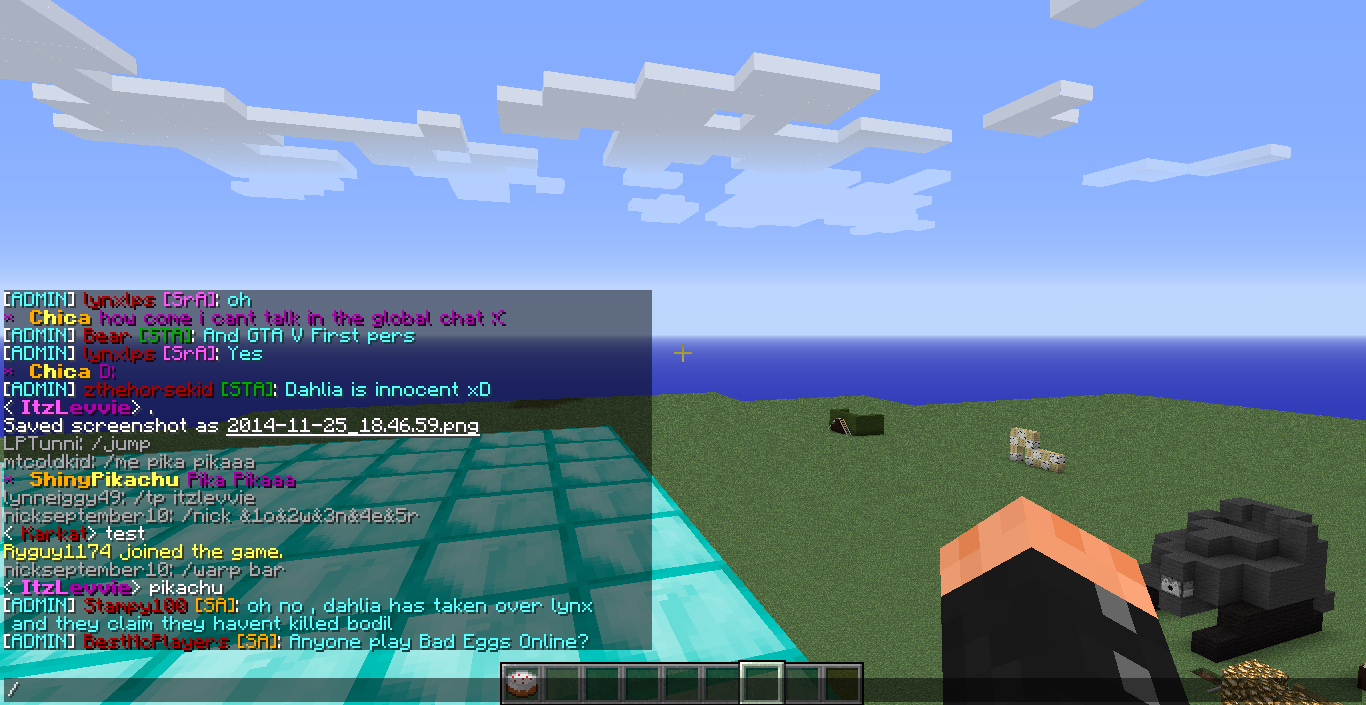 [ADMIN] lynxlps [SrA]: oh
* Chica how come i cant talk in the global chat :C
[ADMIN] Bear [STA]: And GTA V First pers
[ADMIN] lynxlps [SrA]: Yes
* Chica D:
[ADMIN] zthehorsekid [STA]: Dahlia is innocent xD
< ItzLevvie> .
Saved screenshot as 2014-11-25_18.46.59.png
LPTunni: /jump
mtcoldkid: /me pika pikaaa
* ShinyPikachu Pika Pikaaa
lynneiggy49: /tp itzlevvie
nickseptember10: /nick &1o&2w&3n&4e&5r
< Karkat> test
Ryguy1174 joined the game.
nickseptember10: /warp bar
< ItzLevvie> pikachu
[ADMIN] Stampy100 [SA]: oh no , dahlia has taken over lynx
and they claim they havent killed bodil
[ADMIN] BestMcPlayers [SA]: Anyone play Bad Eggs Online?
/